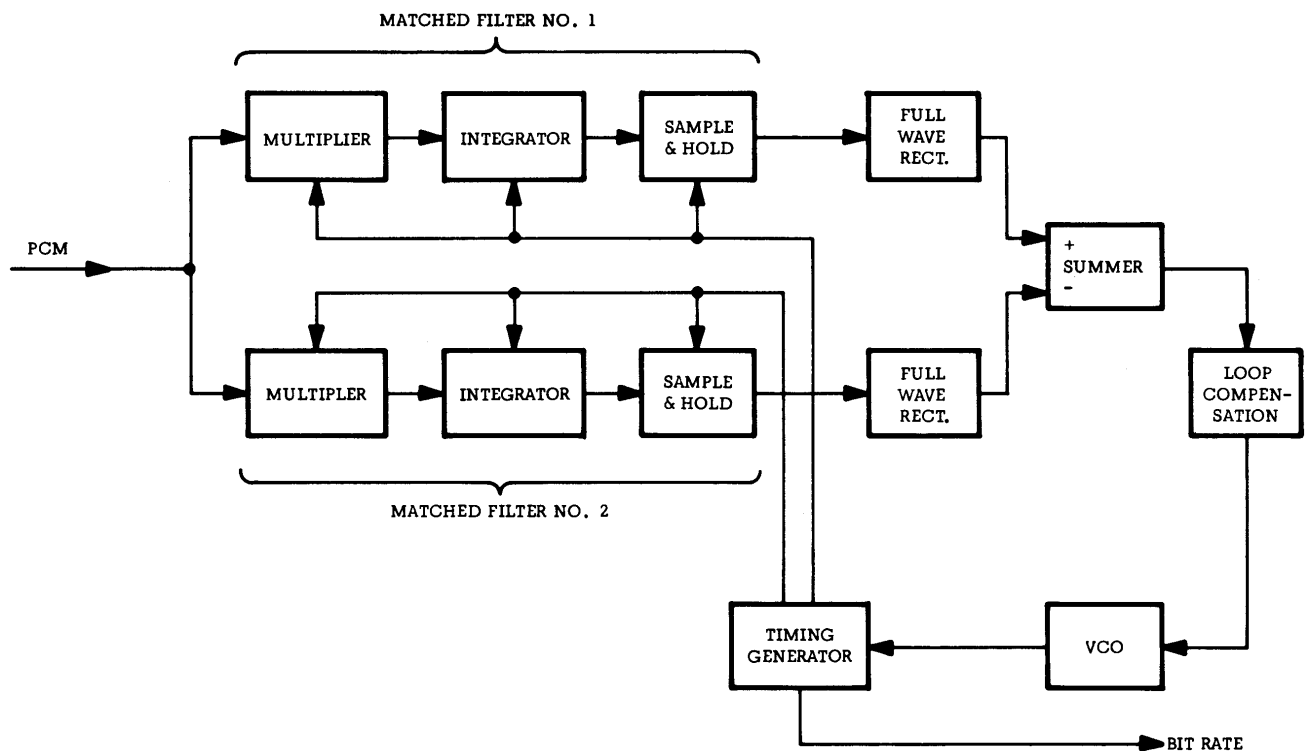 MATCHED FILTER NO. 1
MULTIPLIER
INTEGRATOR
SAMPLE
& HOLD
FULL
WAVE
RECT.
PCM
+
SUMMER
-
MULTIPLER
INTEGRATOR
SAMPLE
& HOLD
FULL
WAVE
RECT.
LOOP
COMPEN-
SATION
MATCHED FILTER NO. 2
TIMING
GENERATOR
VCO
BIT RATE